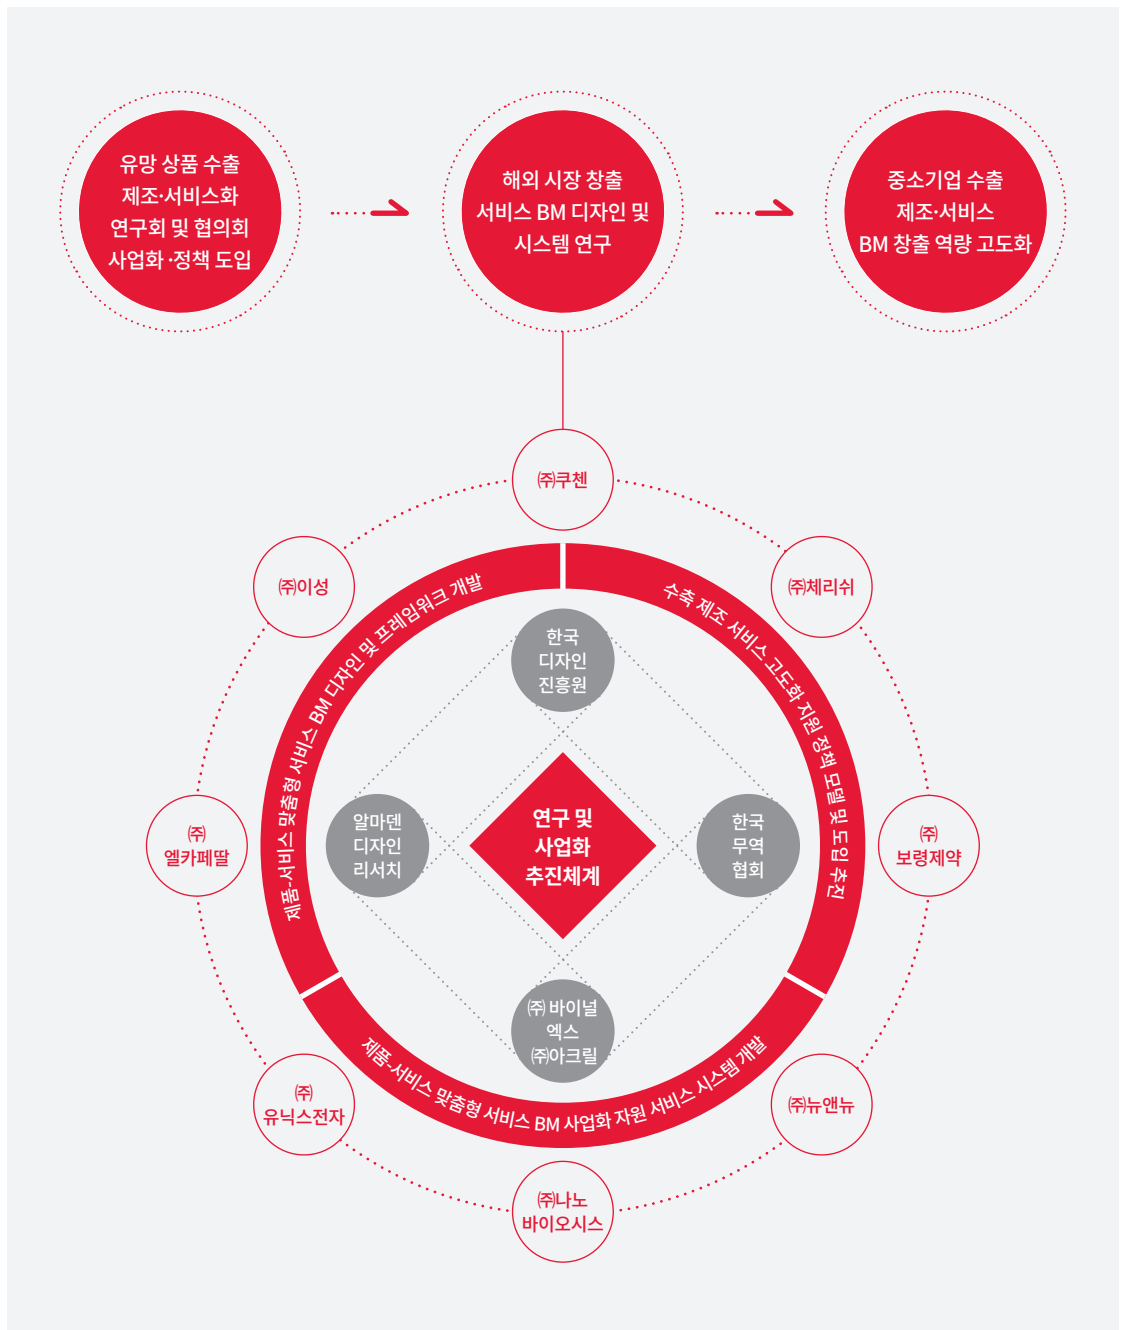 유망 상품 수출
제조·서비스화
연구회 및 협의회
사업화 ·정책 도입
해외 시장 창출
서비스 BM 디자인 및
시스템 연구
중소기업 수출
제조·서비스
BM 창출 역량 고도화
㈜쿠첸
㈜이성
㈜체리쉬
제품-서비스 맞춤형 서비스 BM 디자인 및 프레임워크 개발
수축 제조 서비스 고도화 지원 정책 모델 및 도입 추진
한국
디자인
진흥원
㈜
엘카페딸
알마덴
디자인
리서치
연구 및
사업화
추진체계
한국
무역
협회
㈜
보령제약
㈜ 바이널
엑스
㈜아크릴
제품-서비스 맞춤형 서비스 BM 사업화 자원 서비스 시스템 개발
㈜
유닉스전자
㈜뉴앤뉴
㈜나노
바이오시스